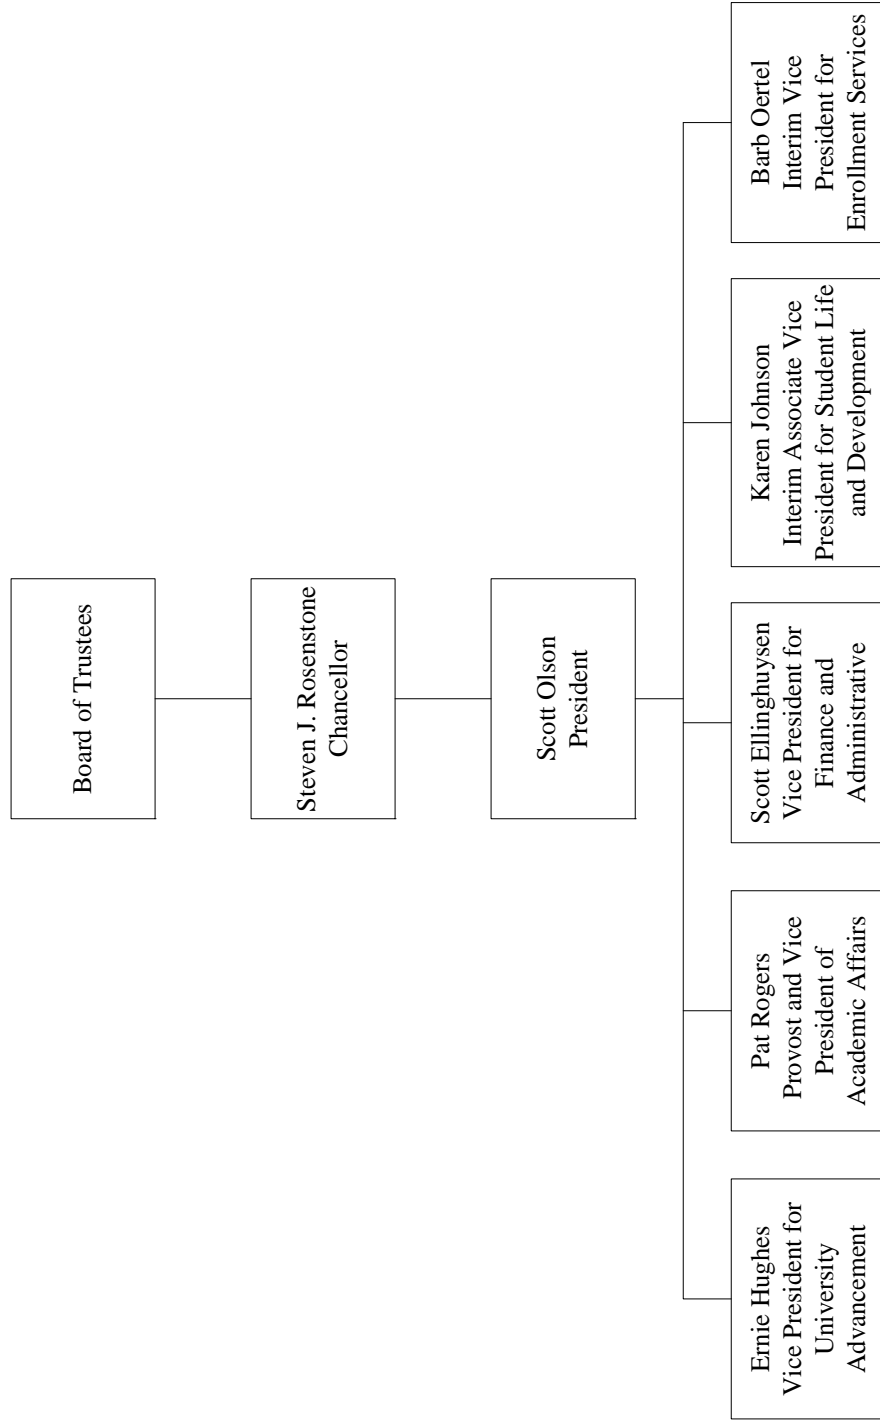 Board of Trustees
Steven J. Rosenstone
Chancellor
Scott Olson
President
Ernie Hughes
Vice President for
University
Advancement
Pat Rogers
Provost and Vice
President of
Academic Affairs
Scott Ellinghuysen
Vice President for
Finance and
Administrative
Karen Johnson
Interim Associate Vice
President for Student Life
and Development
Barb Oertel
Interim Vice
President for
Enrollment Services